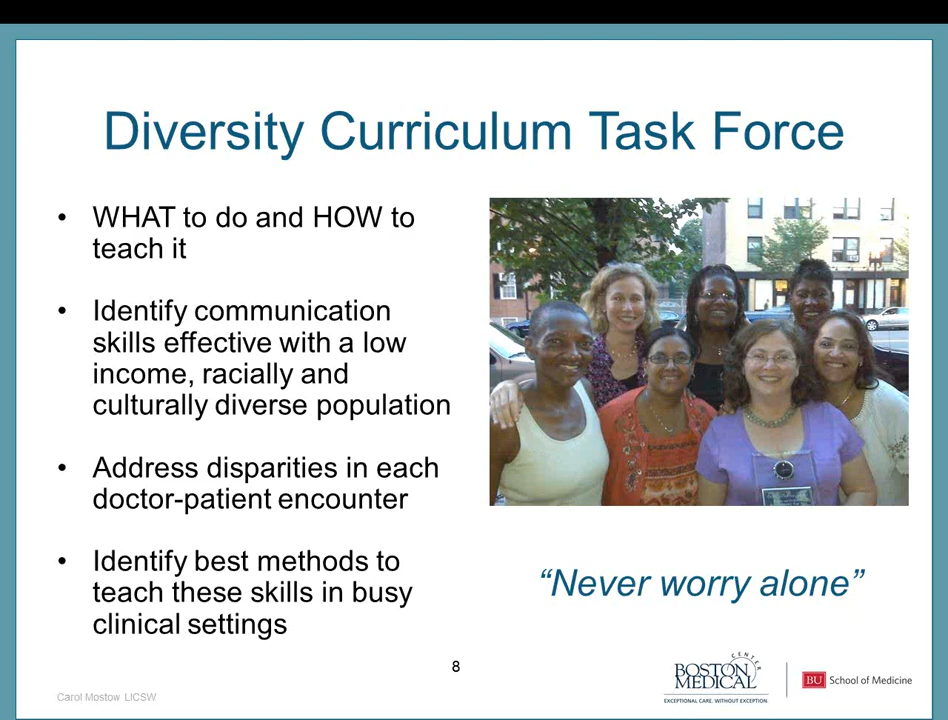 Diversity Curriculum Task Force
• WHAT to do and HOW to
teach it
• Identify communication
skills effective with a low
income, racially and
culturally diverse population
• Address disparities in each
doctor-patient encounter
• Identify best methods to
teach these skills in busy
clinical settings
“Never worry alone”
8
Carol Mostow LICSW
BOSTON
MEDICAL
CENTER
EXCEPTIONAL CARE. WITHOUT EXCEPTION
BU School of Medicine